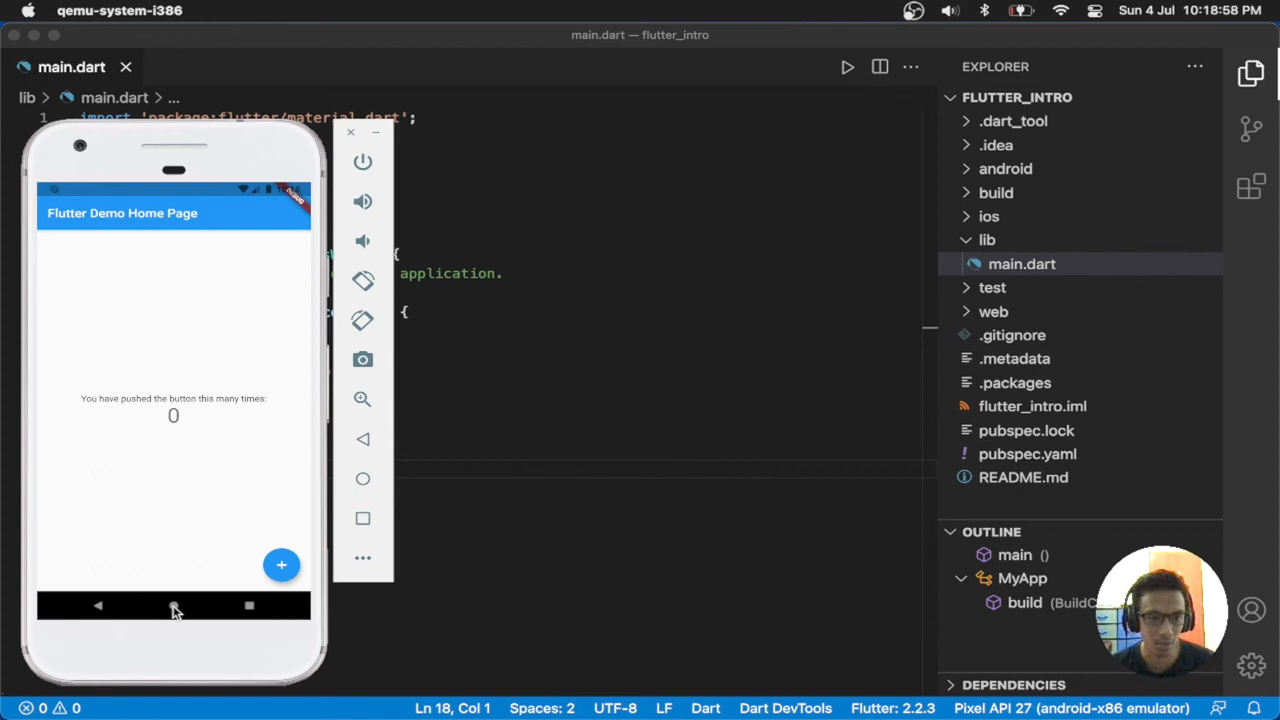 qemu-system-i386
Sun 4 Jul 10:18:58 PM
main.dart — flutter_intro
main.dart
lib > main.dart > ...
1 import 'package:flutter/material.dart';
{
application.
{
DEBUG
Flutter Demo Home Page
You have pushed the button this many times:
0
+
EXPLORER
FLUTTER_INTRO
.dart_tool
.idea
android
build
ios
lib
main.dart
test
web
.gitignore
.metadata
.packages
flutter_intro.iml
pubspec.lock
pubspec.yaml
README.md
OUTLINE
main ()
MyApp
build
DEPENDENCIES
0 0
Ln 18, Col 1
Spaces: 2
UTF-8
LF
Dart
Dart DevTools
Flutter: 2.2.3
Pixel API 27 (android-x86 emulator)